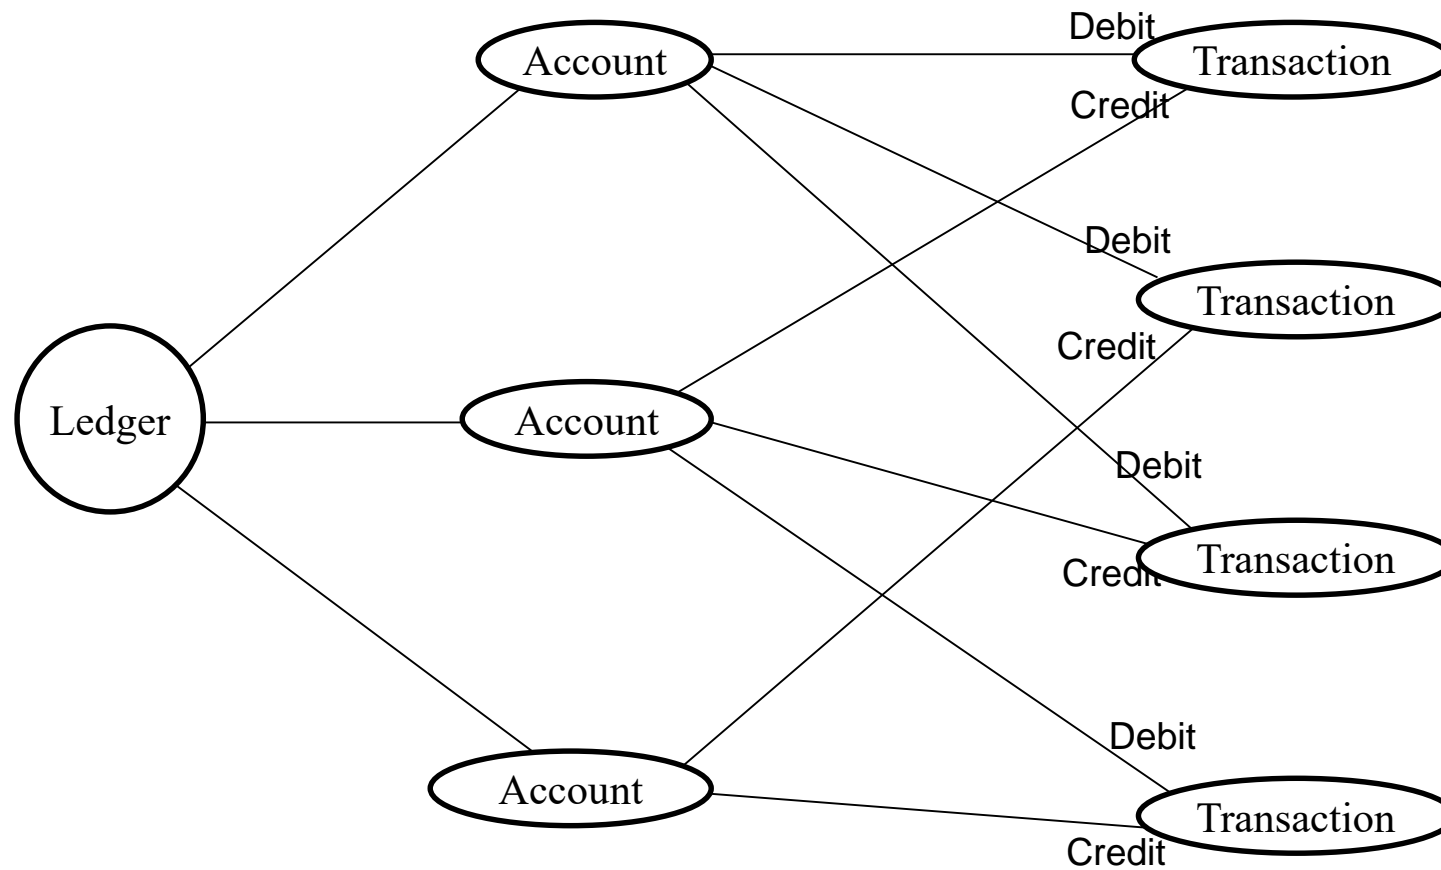 Debit
Account
Transaction
Credit
Debit
Transaction
Credit
Ledger
Account
Debit
Transaction
Credit
Debit
Account
Transaction
Credit